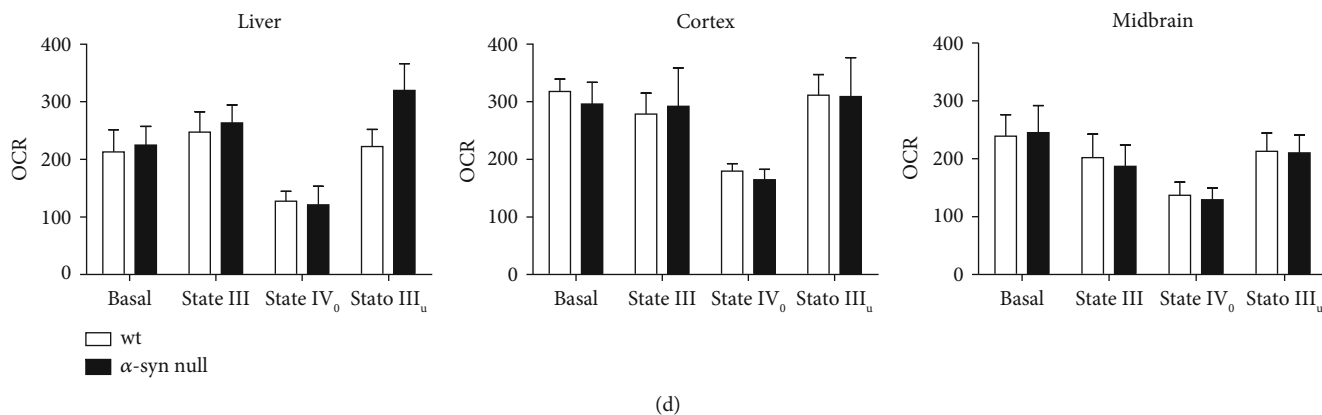 Liver
400
300
200
100
0
OCR
Basal State III State IV₀ Stato IIIᵤ
wt
α-syn null
Cortex
400
300
200
100
0
OCR
Basal State III State IV₀ Stato IIIᵤ
Midbrain
400
300
200
100
0
OCR
Basal State III State IV₀ Stato IIIᵤ
(d)